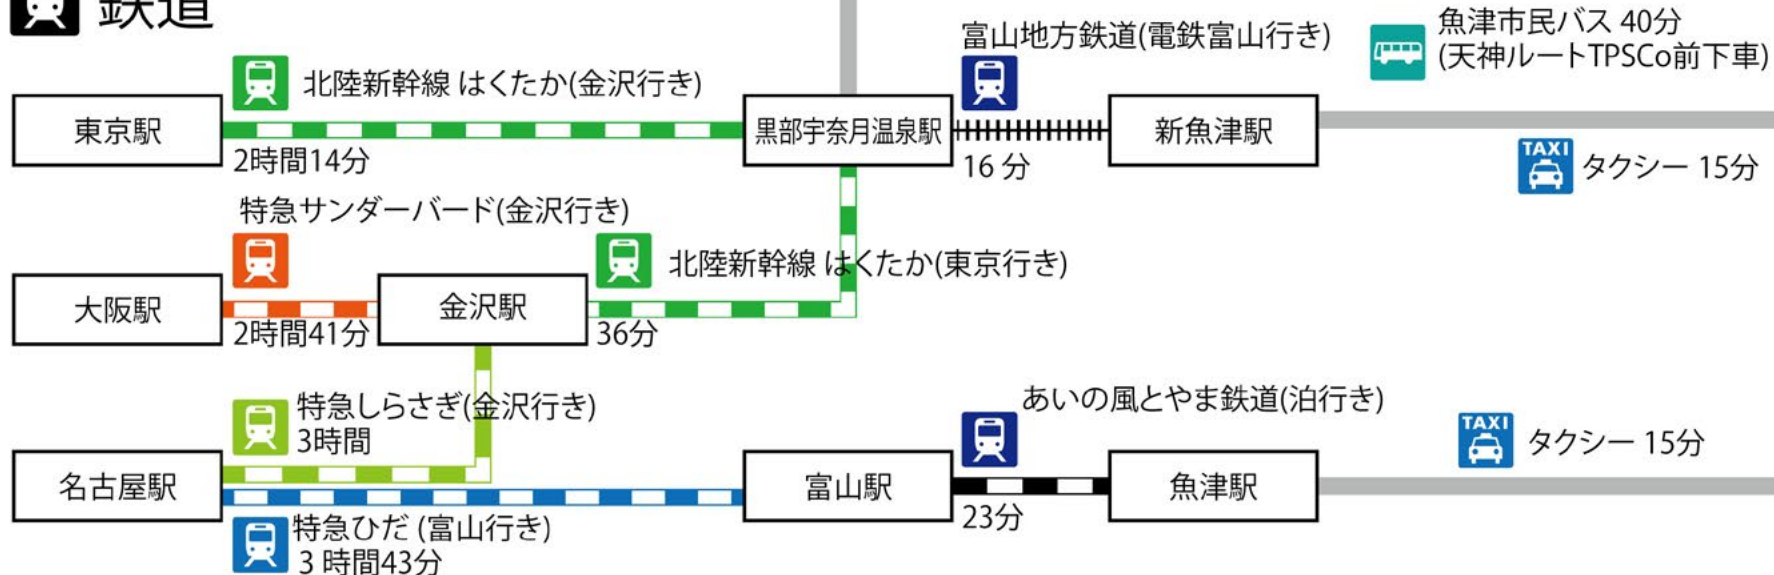 鉄道
富山地方鉄道(電鉄富山行き)
魚津市民バス 40分
(天神ルートTPSCo前下車)
北陸新幹線 はくたか(金沢行き)
東京駅
黒部宇奈月温泉駅
新魚津駅
2時間14分
16 分
TAXI
タクシー 15分
特急サンダーバード(金沢行き)
北陸新幹線 はくたか(東京行き)
大阪駅
金沢駅
2時間41分
36分
特急しらさぎ(金沢行き)
3時間
あいの風とやま鉄道(泊行き)
TAXI
タクシー 15分
名古屋駅
富山駅
魚津駅
23分
特急ひだ (富山行き)
3 時間43分